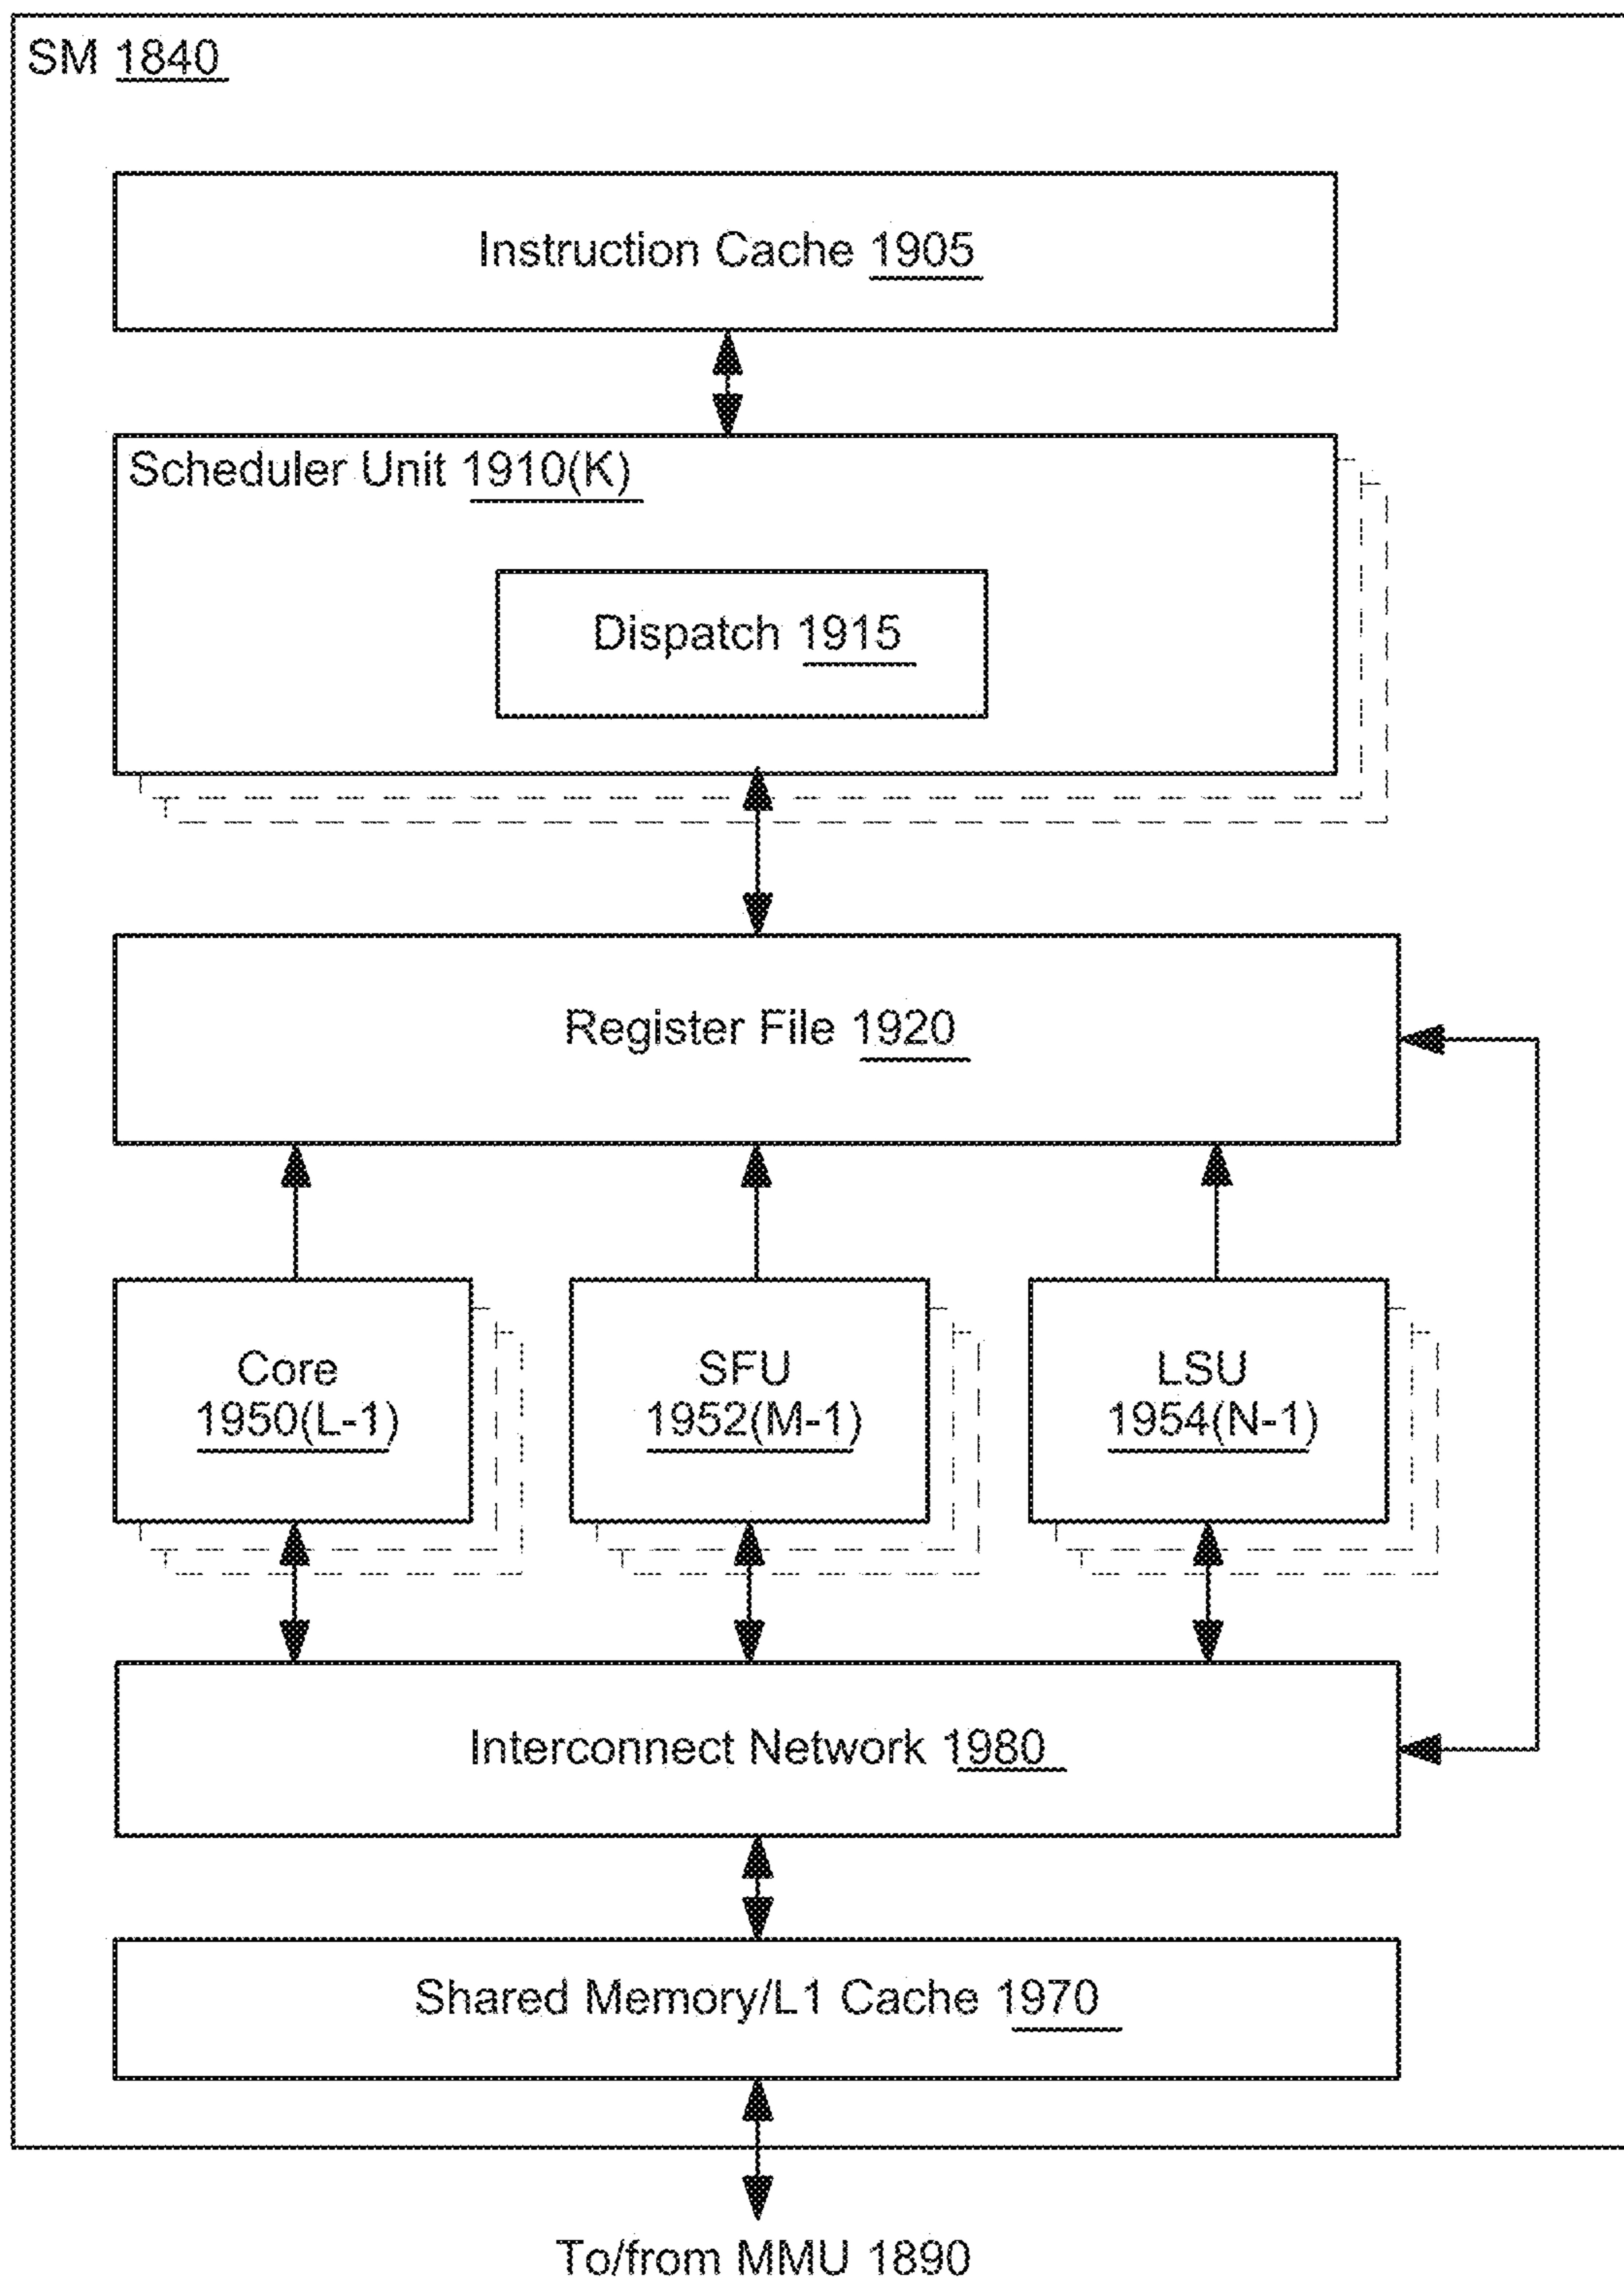 SM 1840
Instruction Cache 1905
Scheduler Unit 1910(K)
Dispatch 1915
Register File 1920
Core
1950(L-1)
SFU
1952(M-1)
LSU
1954(N-1)
Interconnect Network 1980
Shared Memory/L1 Cache 1970
To/from MMU 1890